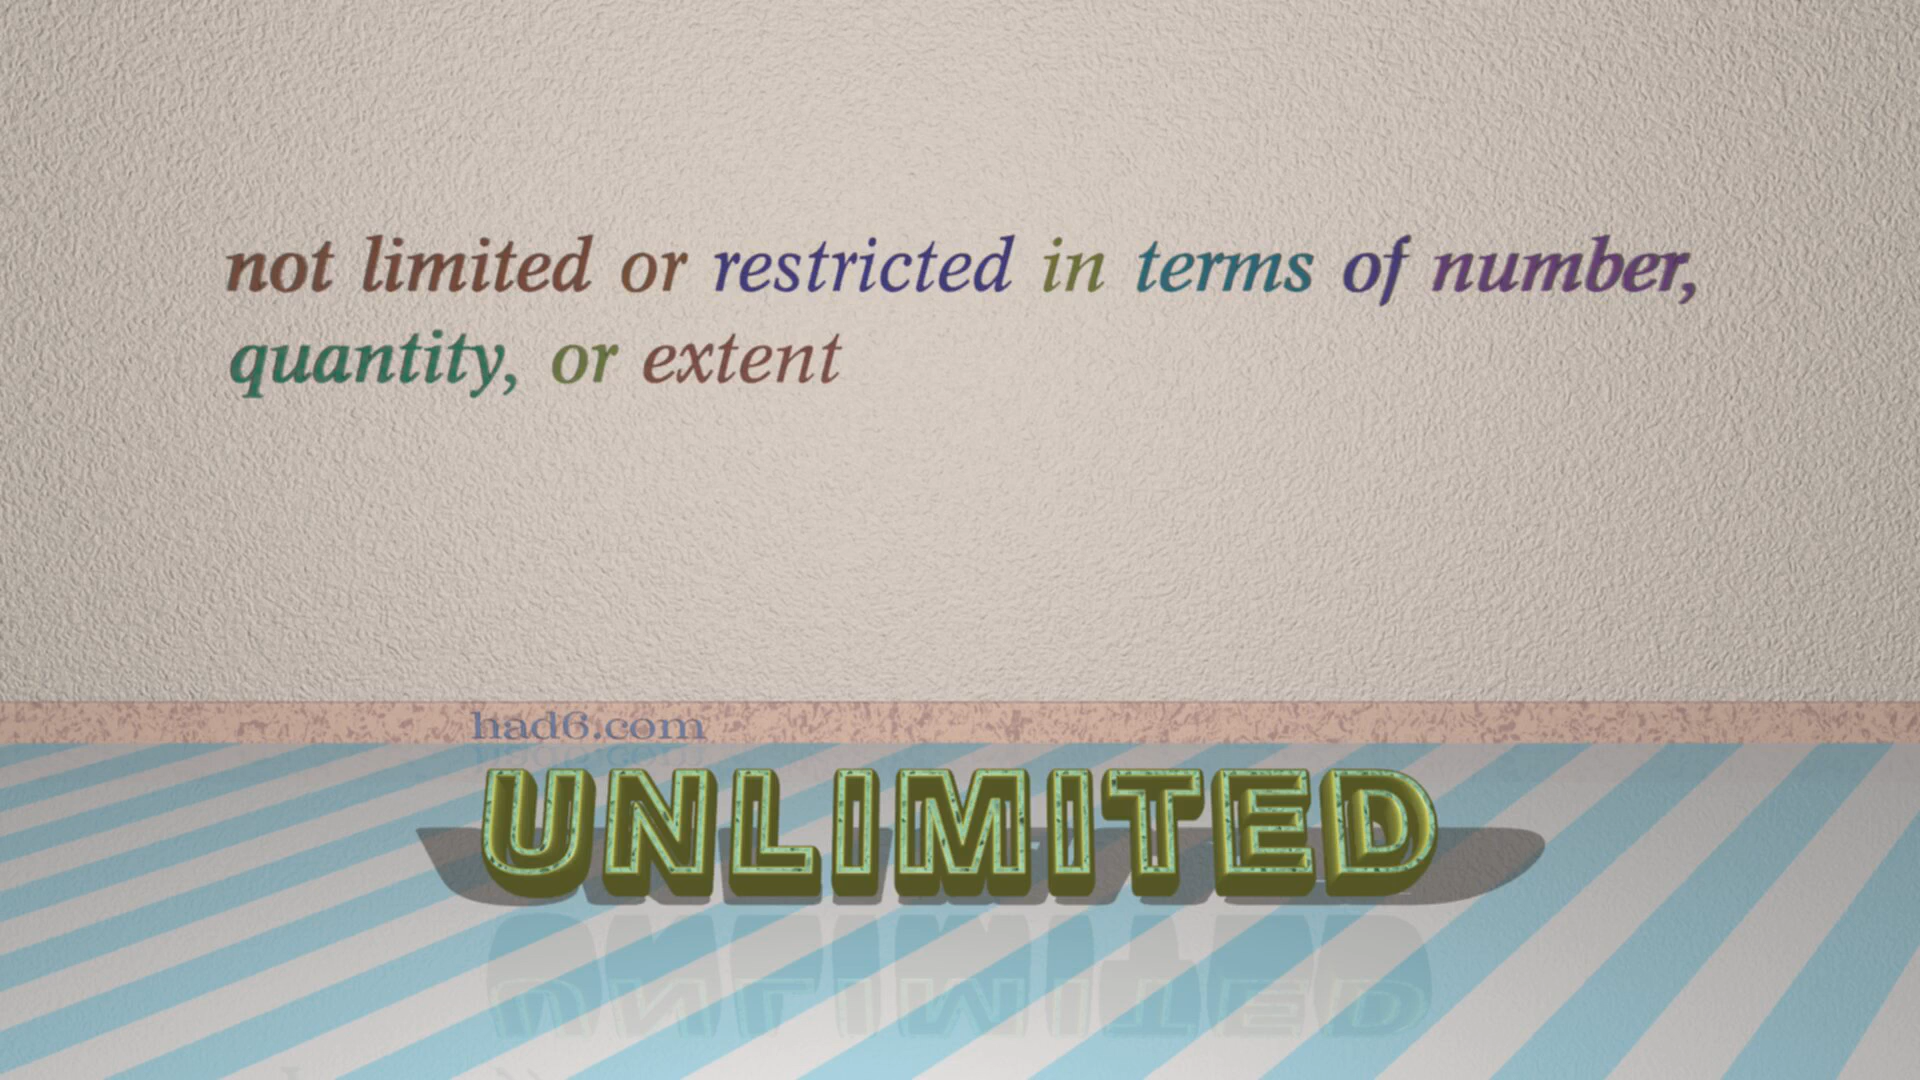 not limited or restricted in terms of number,
quantity, or extent
had6.com
UNLIMITED